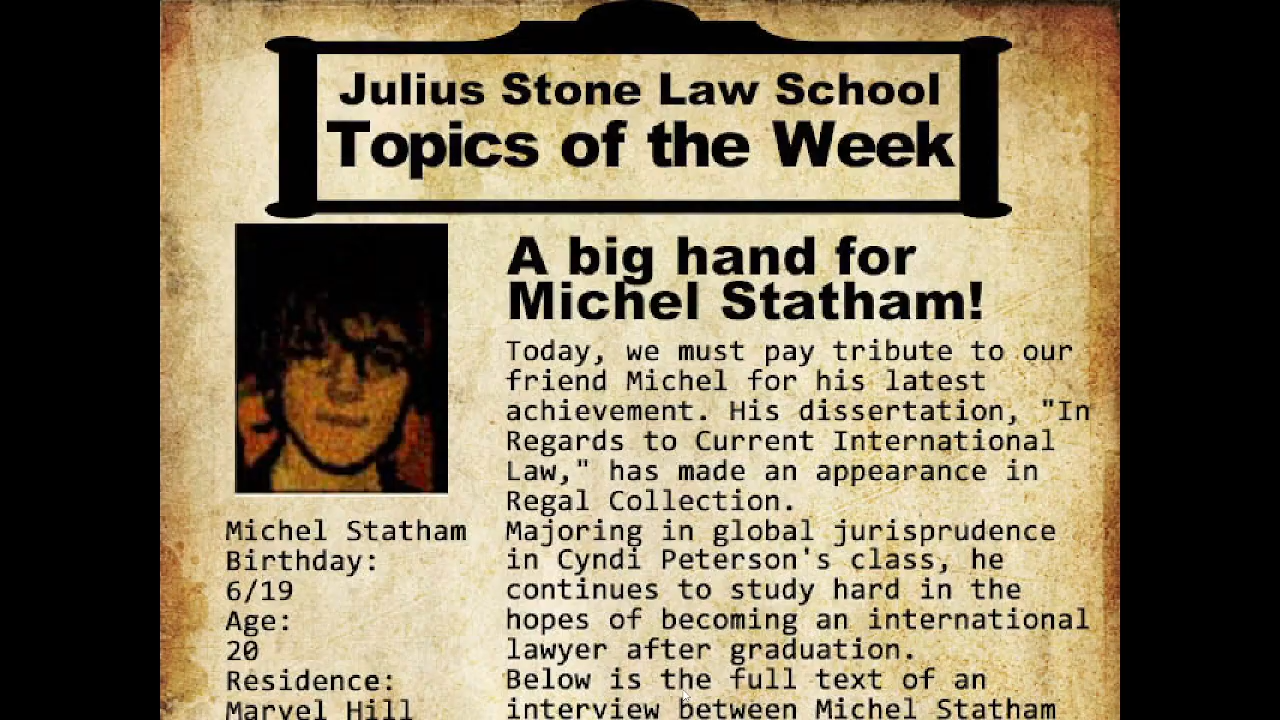 Julius Stone Law School
Topics of the Week
A big hand for
Michel Statham!
Today, we must pay tribute to our
friend Michel for his latest
achievement. His dissertation, "In
Regards to Current International
Law," has made an appearance in
Regal Collection.
Majoring in global jurisprudence
in Cyndi Peterson's class, he
continues to study hard in the
hopes of becoming an international
lawyer after graduation.
Below is the full text of an
interview between Michel Statham
Michel Statham
Birthday:
6/19
Age:
20
Residence:
Marvel Hill